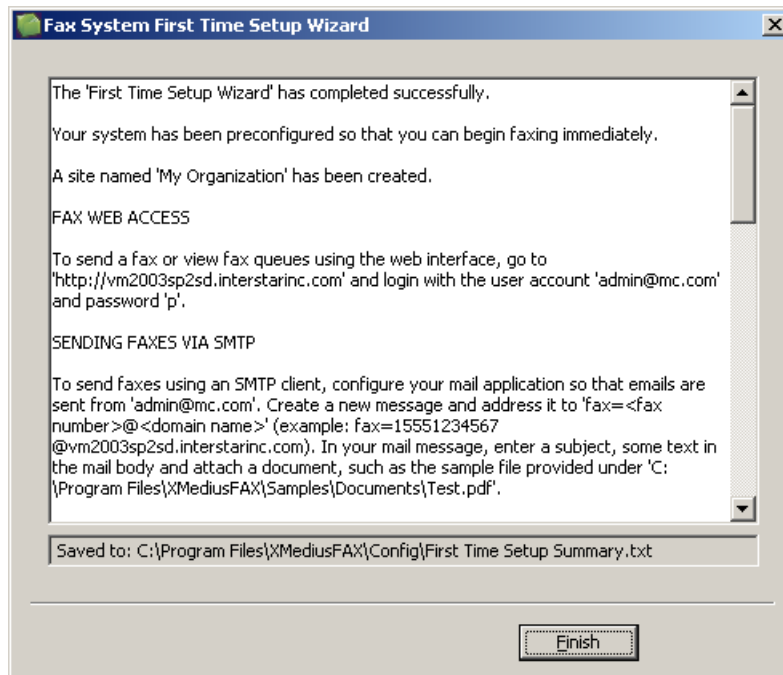 Fax System First Time Setup Wizard
The 'First Time Setup Wizard' has completed successfully.
Your system has been preconfigured so that you can begin faxing immediately.
A site named 'My Organization' has been created.
FAX WEB ACCESS
To send a fax or view fax queues using the web interface, go to
'http://vm2003sp2sd.interstarinc.com' and login with the user account 'admin@mc.com'
and password 'p'.
SENDING FAXES VIA SMTP
To send faxes using an SMTP client, configure your mail application so that emails are
sent from 'admin@mc.com'. Create a new message and address it to 'fax=<fax
number>@<domain name>' (example: fax=15551234567
@vm2003sp2sd.interstarinc.com). In your mail message, enter a subject, some text in
the mail body and attach a document, such as the sample file provided under 'C:
\Program Files\XMediusFAX\Samples\Documents\Test.pdf'.
Saved to: C:\Program Files\XMediusFAX\Config\First Time Setup Summary.txt
Finish